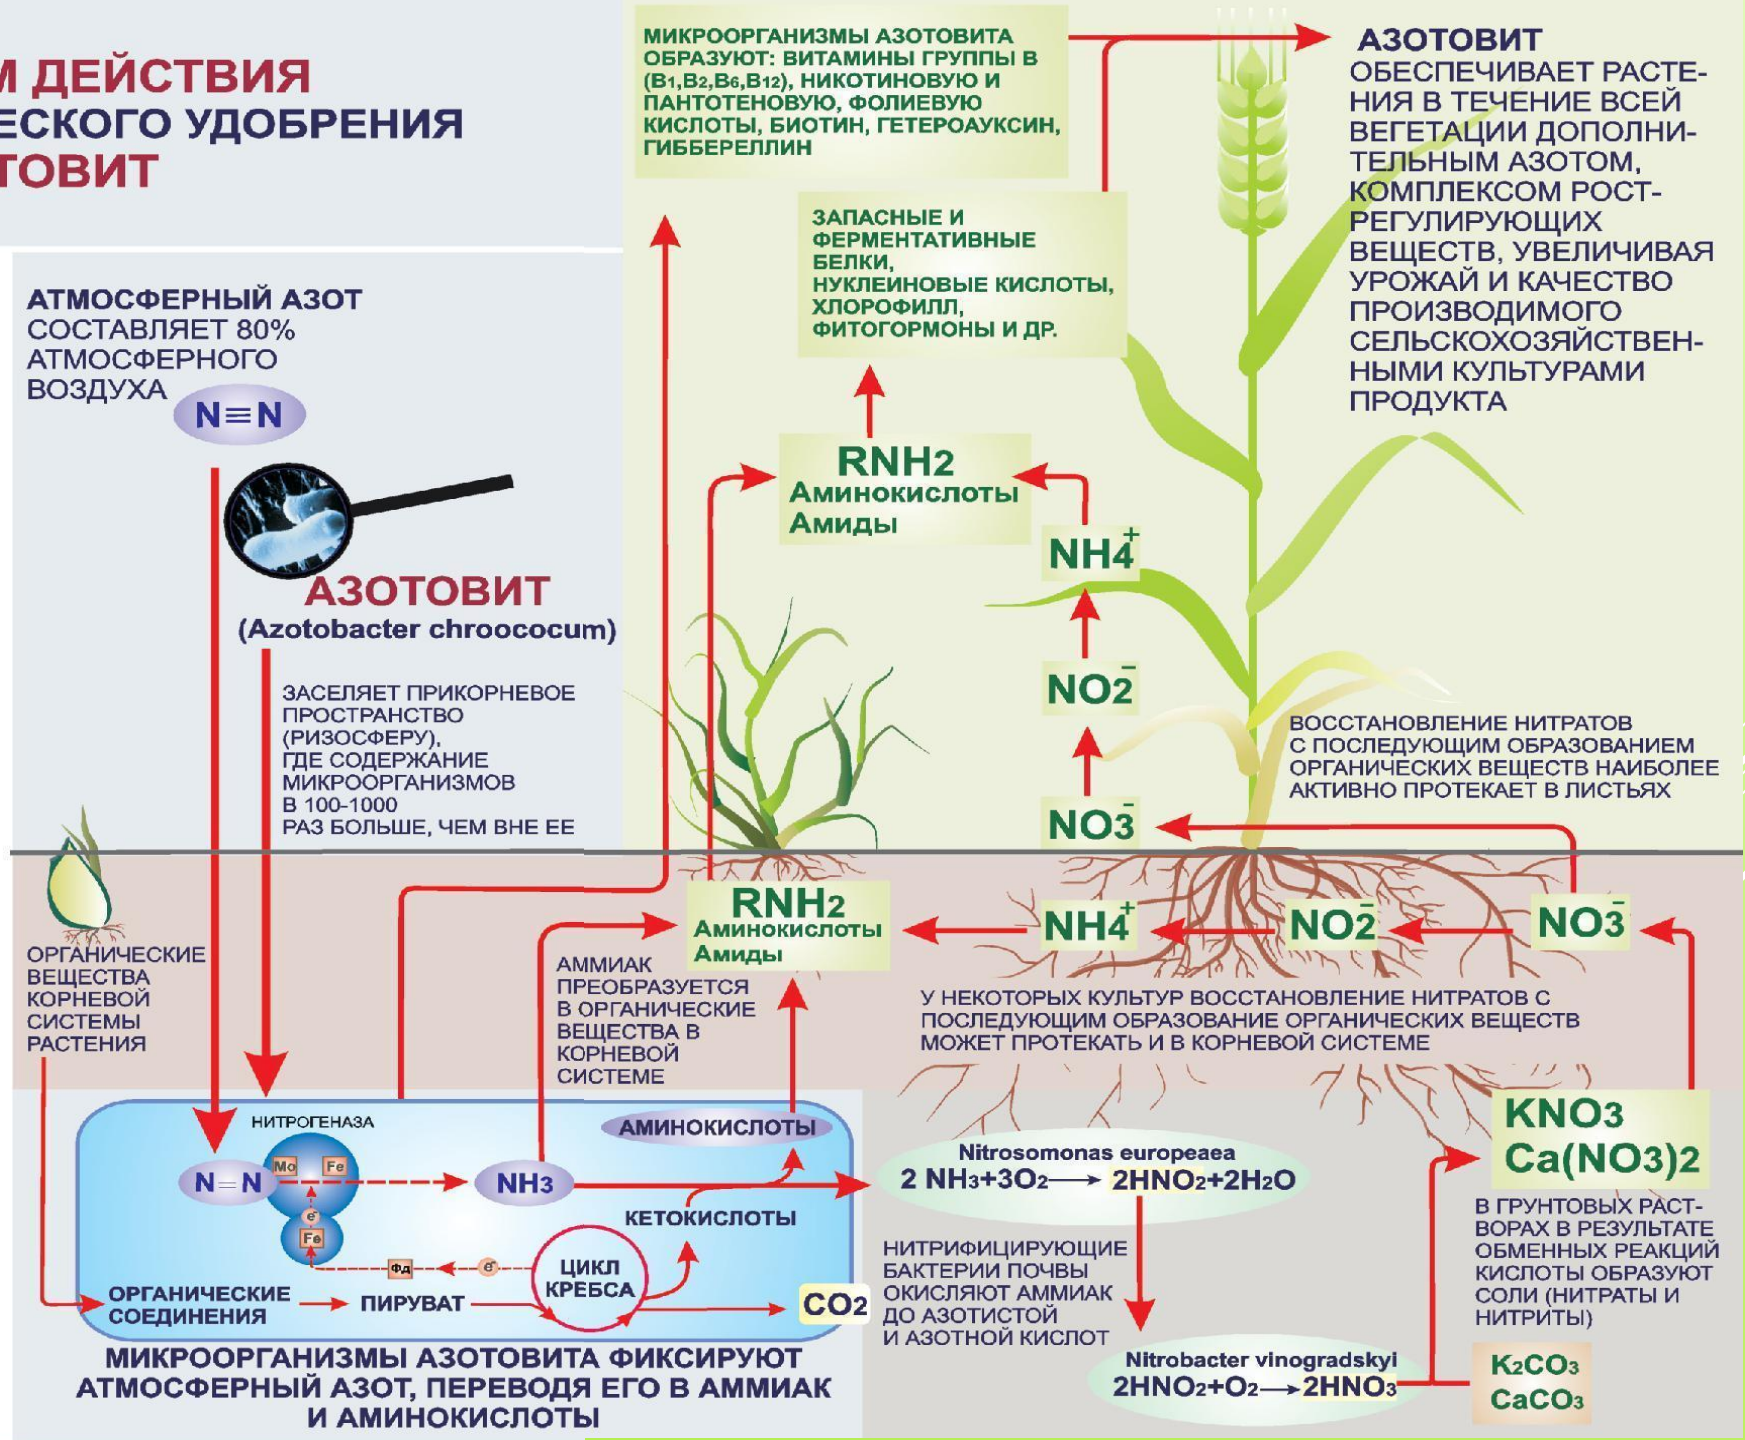 М ДЕЙСТВИЯ
ЕСКОГО УДОБРЕНИЯ
ТОВИТ
МИКРООРГАНИЗМЫ АЗОТОВИТА
ОБРАЗУЮТ: ВИТАМИНЫ ГРУППЫ В
(В1,В2,В6,В12), НИКОТИНОВУЮ И
ПАНТОТЕНОВУЮ, ФОЛИЕВУЮ
КИСЛОТЫ, БИОТИН, ГЕТЕРОАУКСИН,
ГИББЕРЕЛЛИН
АЗОТОВИТ
ОБЕСПЕЧИВАЕТ РАСТЕ-
НИЯ В ТЕЧЕНИЕ ВСЕЙ
ВЕГЕТАЦИИ ДОПОЛНИ-
ТЕЛЬНЫМ АЗОТОМ,
КОМПЛЕКСОМ РОСТ-
РЕГУЛИРУЮЩИХ
ВЕЩЕСТВ, УВЕЛИЧИВАЯ
УРОЖАЙ И КАЧЕСТВО
ПРОИЗВОДИМОГО
СЕЛЬСКОХОЗЯЙСТВЕН-
НЫМИ КУЛЬТУРАМИ
ПРОДУКТА
ЗАПАСНЫЕ И
ФЕРМЕНТАТИВНЫЕ
БЕЛКИ,
НУКЛЕИНОВЫЕ КИСЛОТЫ,
ХЛОРОФИЛЛ,
ФИТОГОРМОНЫ И ДР.
АТМОСФЕРНЫЙ АЗОТ
СОСТАВЛЯЕТ 80%
АТМОСФЕРНОГО
ВОЗДУХА
N≡N
RNH2
Аминокислоты
Амиды
NH4+
АЗОТОВИТ
(Azotobacter chroococum)
ЗАСЕЛЯЕТ ПРИКОРНЕВОЕ
ПРОСТРАНСТВО
(РИЗОСФЕРУ),
ГДЕ СОДЕРЖАНИЕ
МИКРООРГАНИЗМОВ
В 100-1000
РАЗ БОЛЬШЕ, ЧЕМ ВНЕ ЕЕ
NO2-
NO3-
ВОССТАНОВЛЕНИЕ НИТРАТОВ
С ПОСЛЕДУЮЩИМ ОБРАЗОВАНИЕМ
ОРГАНИЧЕСКИХ ВЕЩЕСТВ НАИБОЛЕЕ
АКТИВНО ПРОТЕКАЕТ В ЛИСТЬЯХ
RNH2
Аминокислоты
Амиды
NH4+
NO2-
NO3-
ОРГАНИЧЕСКИЕ
ВЕЩЕСТВА
КОРНЕВОЙ
СИСТЕМЫ
РАСТЕНИЯ
АММИАК
ПРЕОБРАЗУЕТСЯ
В ОРГАНИЧЕСКИЕ
ВЕЩЕСТВА В
КОРНЕВОЙ
СИСТЕМЕ
У НЕКОТОРЫХ КУЛЬТУР ВОССТАНОВЛЕНИЕ НИТРАТОВ С
ПОСЛЕДУЮЩИМ ОБРАЗОВАНИЕ ОРГАНИЧЕСКИХ ВЕЩЕСТВ
МОЖЕТ ПРОТЕКАТЬ И В КОРНЕВОЙ СИСТЕМЕ
НИТРОГЕНАЗА
Mo
Fe
N=N
NH3
АМИНОКИСЛОТЫ
e-
Fe
КЕТОКИСЛОТЫ
Фд
e-
ЦИКЛ
КРЕБСА
ОРГАНИЧЕСКИЕ
СОЕДИНЕНИЯ
ПИРУВАТ
CO2
МИКРООРГАНИЗМЫ АЗОТОВИТА ФИКСИРУЮТ
АТМОСФЕРНЫЙ АЗОТ, ПЕРЕВОДЯ ЕГО В АММИАК
И АМИНОКИСЛОТЫ
Nitrosomonas europeaea
2 NH3+3O2→2HNO2+2H2O
НИТРИФИЦИРУЮЩИЕ
БАКТЕРИИ ПОЧВЫ
ОКИСЛЯЮТ АММИАК
ДО АЗОТИСТОЙ
И АЗОТНОЙ КИСЛОТ
Nitrobacter vinogradskyi
2HNO2+O2→2HNO3
KNO3
Ca(NO3)2
В ГРУНТОВЫХ РАСТ-
ВОРАХ В РЕЗУЛЬТАТЕ
ОБМЕННЫХ РЕАКЦИЙ
КИСЛОТЫ ОБРАЗУЮТ
СОЛИ (НИТРАТЫ И
НИТРИТЫ)
K2CO3
CaCO3